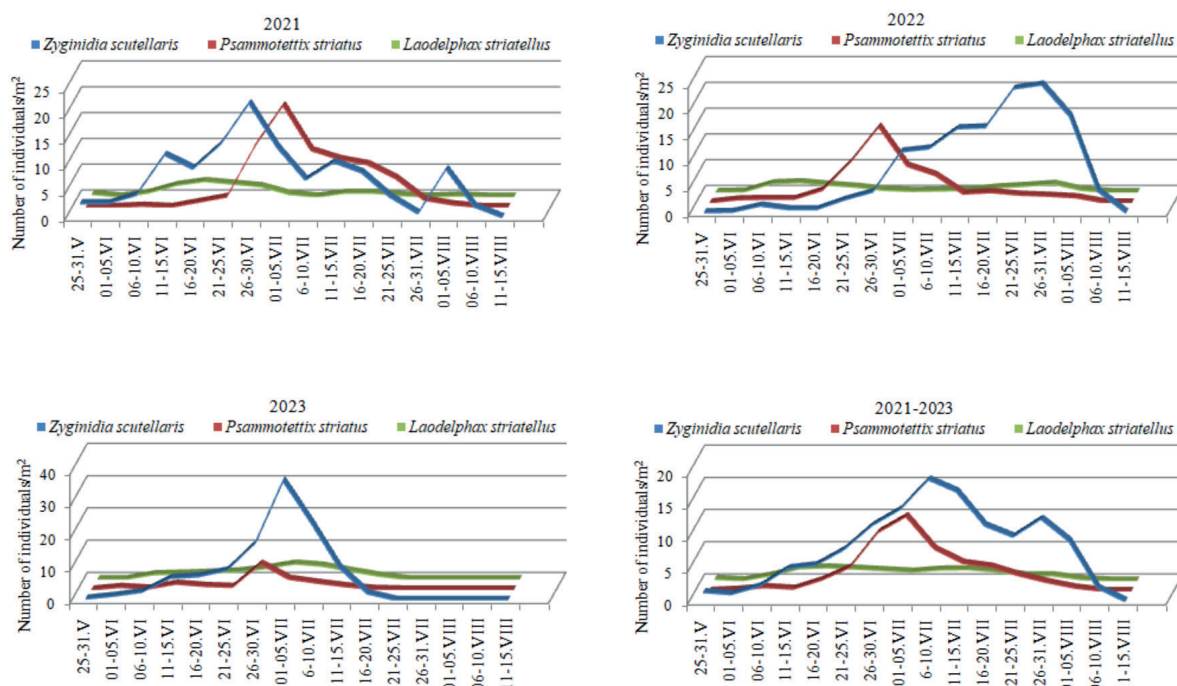 2021
Zyginidia scutellaris Psammotettix striatus Laodelphax striatellus
Number of individuals/m²
25
20
15
10
5
0
25-31.V
01-05.VI
06-10.VI
11-15.VI
16-20.VI
21-25.VI
26-30.VI
01-05.VII
6-10.VII
11-15.VII
16-20.VII
21-25.VII
26-31.VII
01-05.VIII
06-10.VIII
11-15.VIII
2022
Zyginidia scutellaris Psammotettix striatus Laodelphax striatellus
Number of individuals/m²
25
20
15
10
5
0
25-31.V
01-05.VI
06-10.VI
11-15.VI
16-20.VI
21-25.VI
26-30.VI
01-05.VII
6-10.VII
11-15.VII
16-20.VII
21-25.VII
26-31.VII
01-05.VIII
06-10.VIII
11-15.VIII
2023
Zyginidia scutellaris Psammotettix striatus Laodelphax striatellus
Number of individuals/m²
40
30
20
10
0
25-31.V
01-05.VI
06-10.VI
11-15.VI
16-20.VI
21-25.VI
26-30.VI
01-05.VII
6-10.VII
11-15.VII
16-20.VII
21-25.VII
26-31.VII
01-05.VIII
06-10.VIII
11-15.VIII
2021-2023
Zyginidia scutellaris Psammotettix striatus Laodelphax striatellus
Number of individuals/m²
20
15
10
5
0
25-31.V
01-05.VI
06-10.VI
11-15.VI
16-20.VI
21-25.VI
26-30.VI
01-05.VII
6-10.VII
11-15.VII
16-20.VII
21-25.VII
26-31.VII
01-05.VIII
06-10.VIII
1-15.VIII